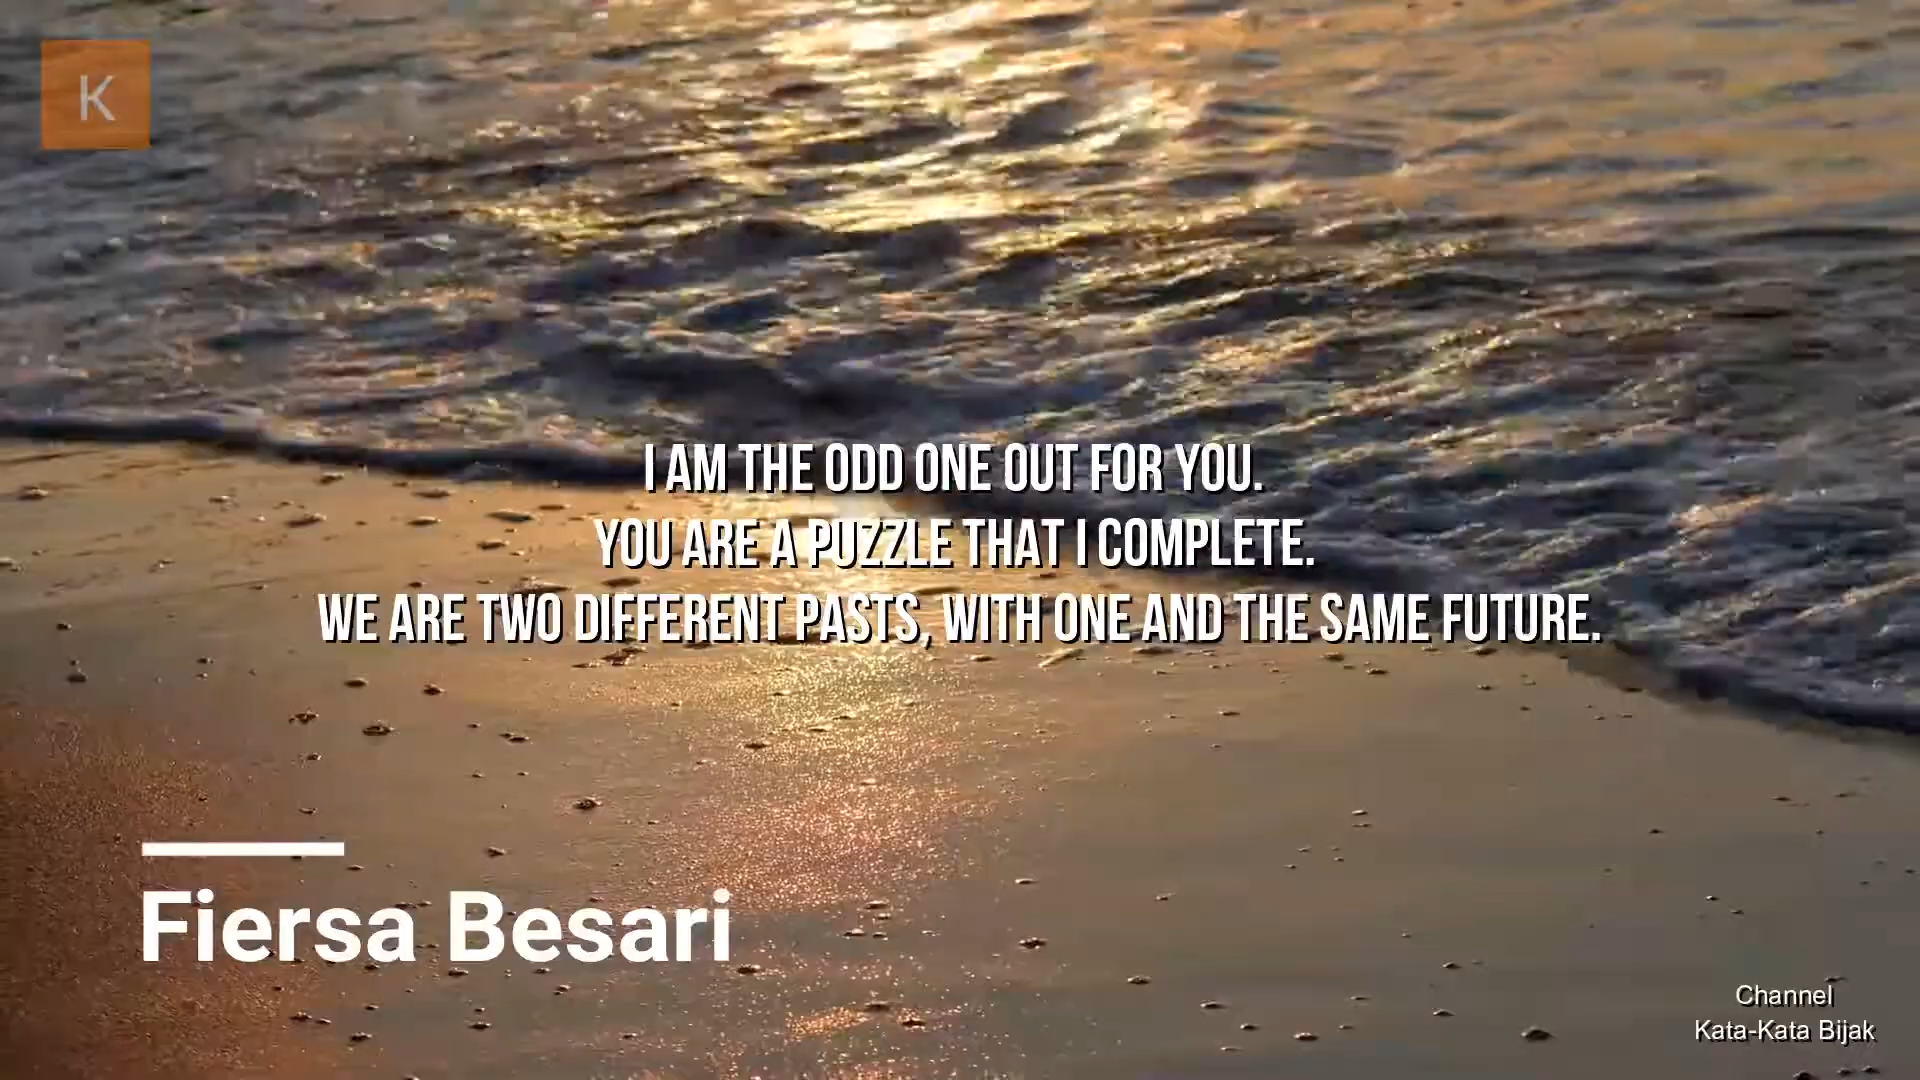 K
I AM THE ODD ONE OUT FOR YOU.
YOU ARE A PUZZLE THAT I COMPLETE.
WE ARE TWO DIFFERENT PASTS, WITH ONE AND THE SAME FUTURE.
Fiersa Besari
Channel
Kata-Kata Bijak